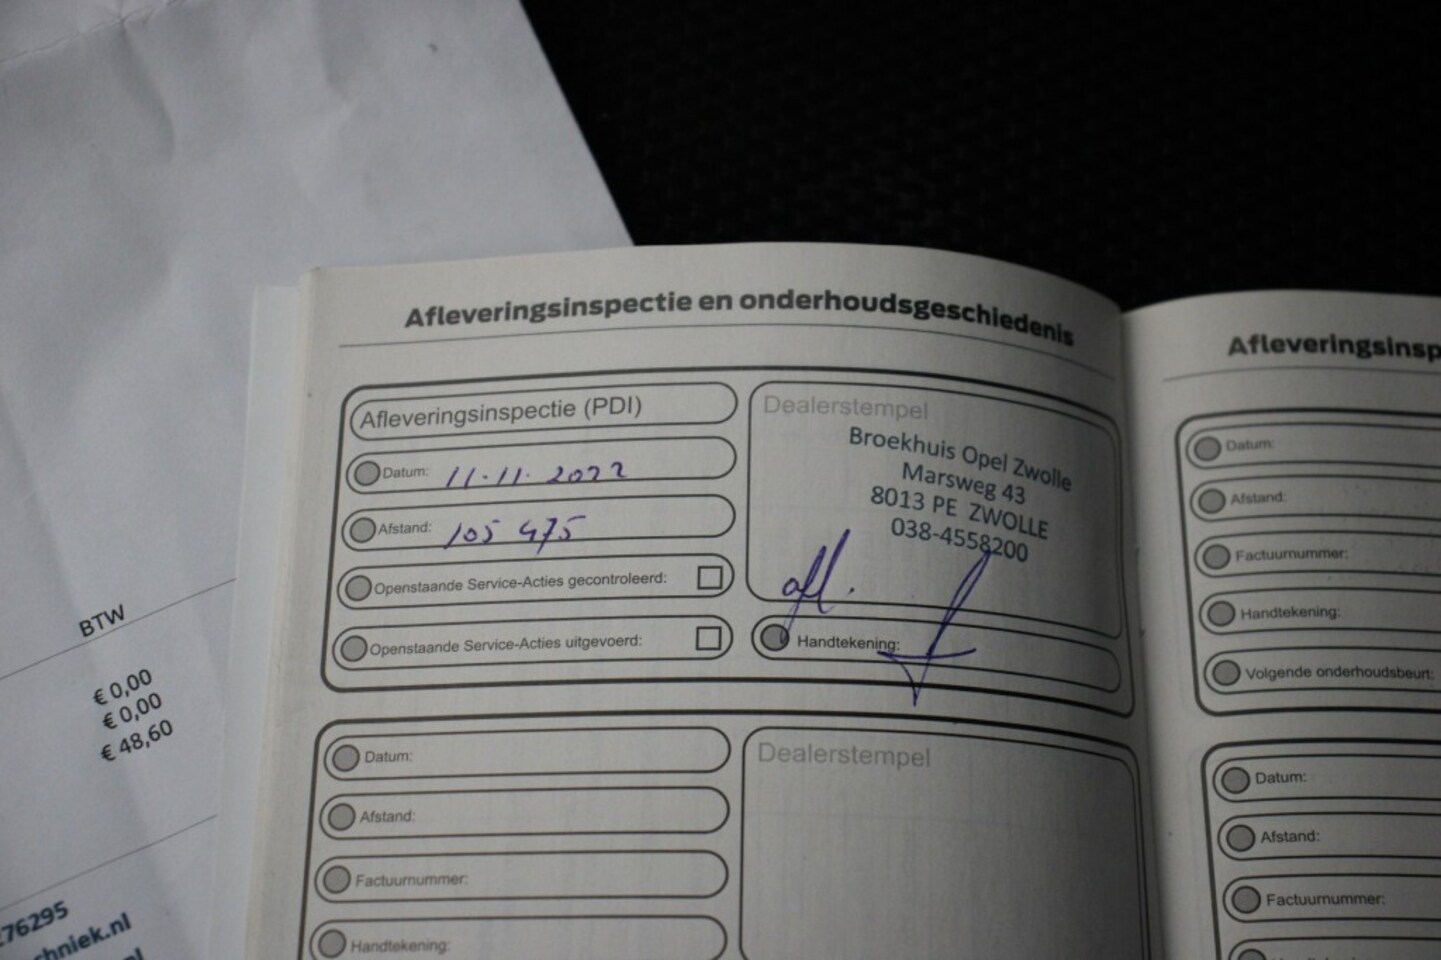 Afleveringsinspectie en onderhoudsgeschiedenis
Afleveringsinspectie (PDI)
Datum: 11.11.2022
Afstand: 105 475
Openstaande Service-Acties gecontroleerd:
Openstaande Service-Acties uitgevoerd:
Dealerstempel
Broekhuis Opel Zwolle
Marsweg 43
8013 PE ZWOLLE
038-4558200
afl.
Handtekening:
Datum:
Afstand:
Factuurnummer:
Handtekening:
Dealerstempel
Afleveringsinsp
Datum:
Afstand:
Factuurnummer:
Handtekening:
Volgende onderhoudsbeurt:
Datum:
Afstand:
Factuurnummer:
BTW
€ 0,00
€ 0,00
€ 48,60
276295
chniek.nl